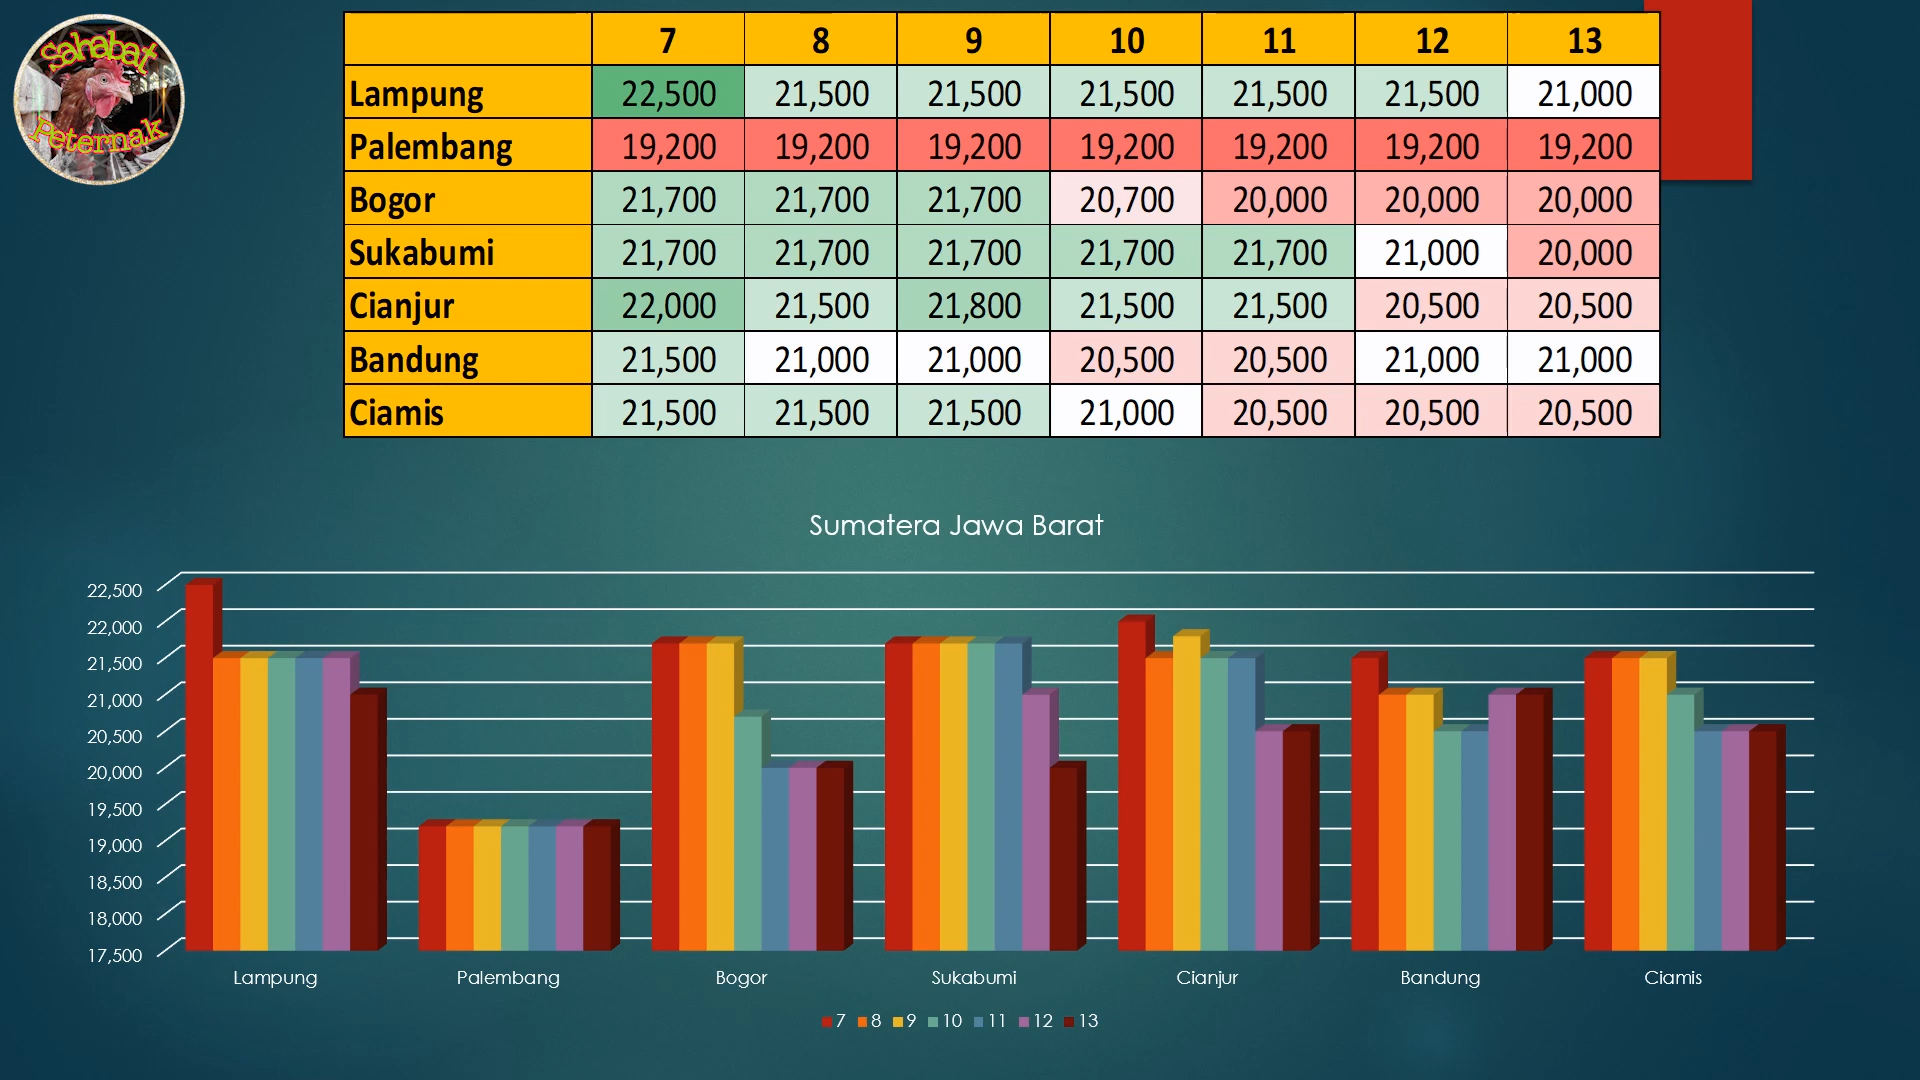 Sahabat
Peternak
7 8 9 10 11 12 13
Lampung 22,500 21,500 21,500 21,500 21,500 21,500 21,000
Palembang 19,200 19,200 19,200 19,200 19,200 19,200 19,200
Bogor 21,700 21,700 21,700 20,700 20,000 20,000 20,000
Sukabumi 21,700 21,700 21,700 21,700 21,700 21,000 20,000
Cianjur 22,000 21,500 21,800 21,500 21,500 20,500 20,500
Bandung 21,500 21,000 21,000 20,500 20,500 21,000 21,000
Ciamis 21,500 21,500 21,500 21,000 20,500 20,500 20,500
Sumatera Jawa Barat
22,500
22,000
21,500
21,000
20,500
20,000
19,500
19,000
18,500
18,000
17,500
Lampung Palembang Bogor Sukabumi Cianjur Bandung Ciamis
7 8 9 10 11 12 13